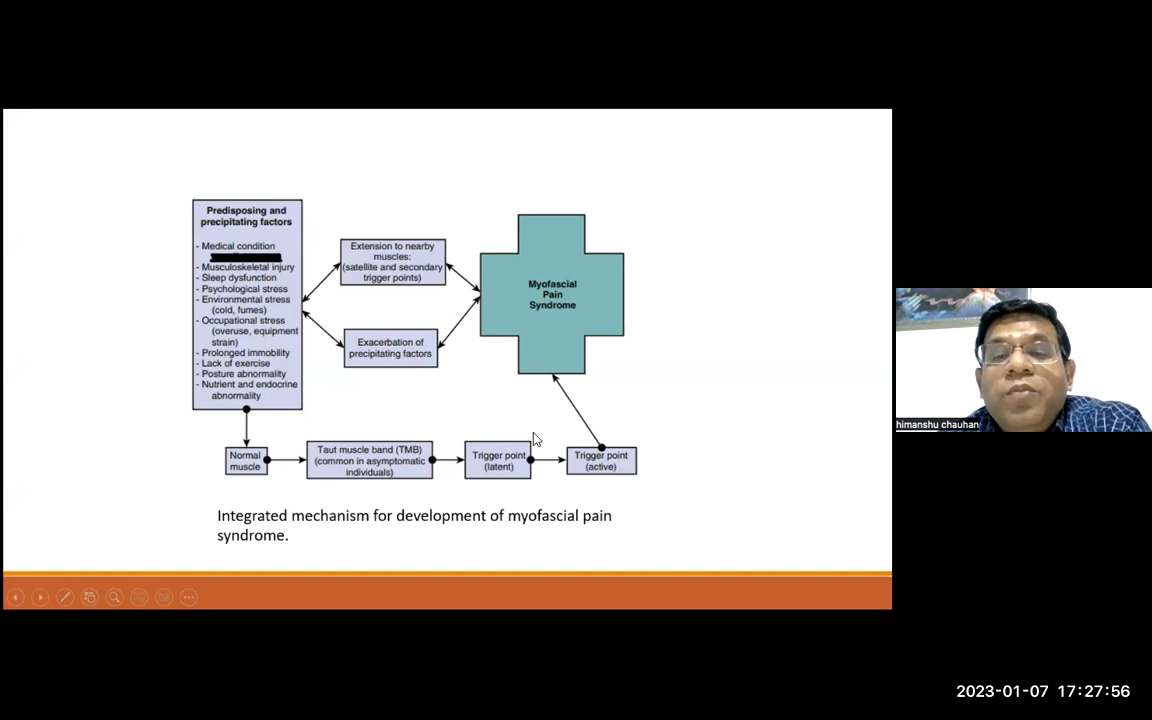 Predisposing and
precipitating factors
- Medical condition
- Musculoskeletal injury
- Sleep dysfunction
- Psychological stress
- Environmental stress
(cold, fumes)
- Occupational stress
(overuse, equipment
strain)
- Prolonged immobility
- Lack of exercise
- Posture abnormality
- Nutrient and endocrine
abnormality
Extension to nearby
muscles:
(satellite and secondary
trigger points)
Exacerbation of
precipitating factors
Myofascial
Pain
Syndrome
Normal
muscle
Taut muscle band (TMB)
(common in asymptomatic
individuals)
Trigger point
(latent)
Trigger point
(active)
Integrated mechanism for development of myofascial pain
syndrome.
himanshu chauhan
2023-01-07 17:27:56